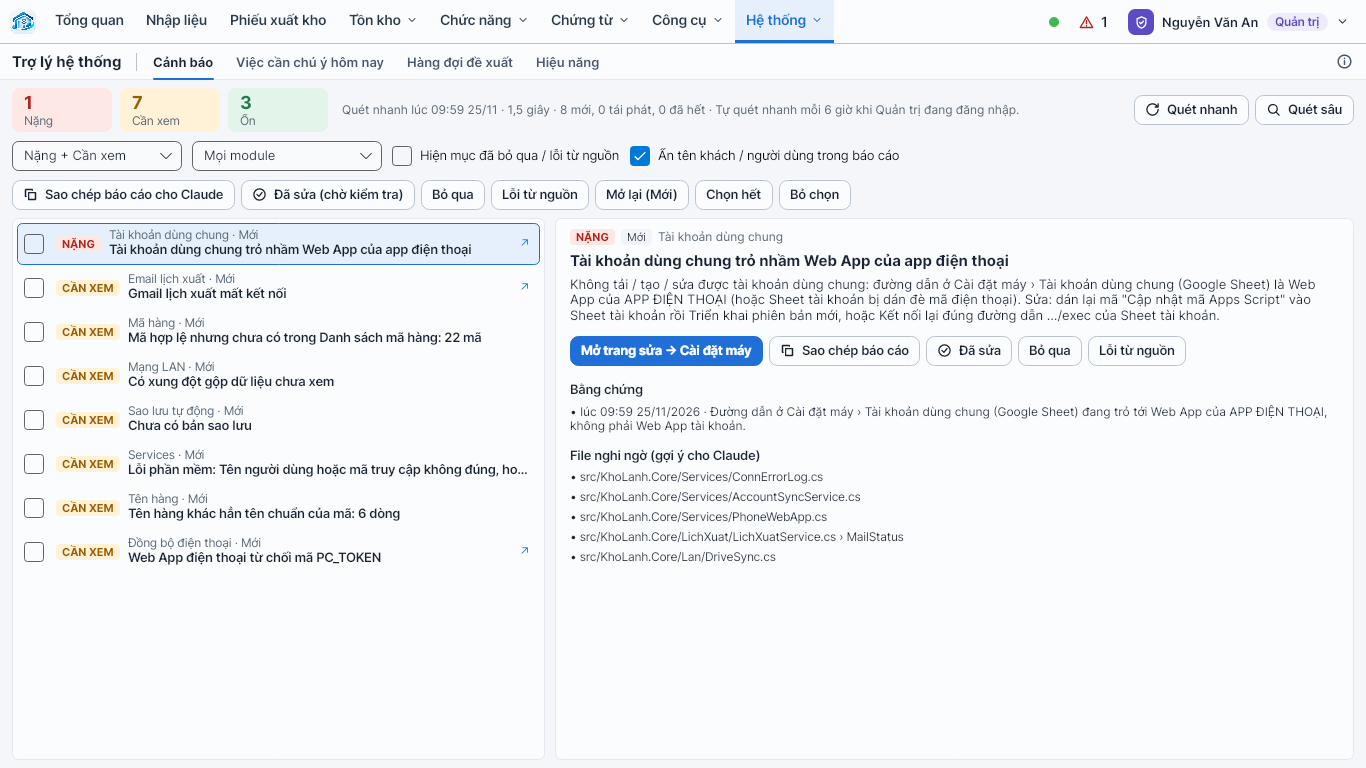 Tổng quan Nhập liệu Phiếu xuất kho Tồn kho Chức năng Chứng từ Công cụ Hệ thống 1 Nguyễn Văn An Quản trị
Trợ lý hệ thống Cảnh báo Việc cần chú ý hôm nay Hàng đợi đề xuất Hiệu năng
1
Nặng
7
Cần xem
3
Ổn
Quét nhanh lúc 09:59 25/11 · 1,5 giây · 8 mới, 0 tái phát, 0 đã hết · Tự quét nhanh mỗi 6 giờ khi Quản trị đang đăng nhập.
Quét nhanh Quét sâu
Nặng + Cần xem Mọi module Hiện mục đã bỏ qua / lỗi từ nguồn Ẩn tên khách / người dùng trong báo cáo
Sao chép báo cáo cho Claude Đã sửa (chờ kiểm tra) Bỏ qua Lỗi từ nguồn Mở lại (Mới) Chọn hết Bỏ chọn
NẶNG
Tài khoản dùng chung · Mới
Tài khoản dùng chung trỏ nhầm Web App của app điện thoại
CẦN XEM
Email lịch xuất · Mới
Gmail lịch xuất mất kết nối
CẦN XEM
Mã hàng · Mới
Mã hợp lệ nhưng chưa có trong Danh sách mã hàng: 22 mã
CẦN XEM
Mạng LAN · Mới
Có xung đột gộp dữ liệu chưa xem
CẦN XEM
Sao lưu tự động · Mới
Chưa có bản sao lưu
CẦN XEM
Services · Mới
Lỗi phần mềm: Tên người dùng hoặc mã truy cập không đúng, ho...
CẦN XEM
Tên hàng · Mới
Tên hàng khác hẳn tên chuẩn của mã: 6 dòng
CẦN XEM
Đồng bộ điện thoại · Mới
Web App điện thoại từ chối mã PC_TOKEN
NẶNG Mới Tài khoản dùng chung
Tài khoản dùng chung trỏ nhầm Web App của app điện thoại
Không tải / tạo / sửa được tài khoản dùng chung: đường dẫn ở Cài đặt máy › Tài khoản dùng chung (Google Sheet) là Web
App của APP ĐIỆN THOẠI (hoặc Sheet tài khoản bị dán đè mã điện thoại). Sửa: dán lại mã "Cập nhật mã Apps Script" vào
Sheet tài khoản rồi Triển khai phiên bản mới, hoặc Kết nối lại đúng đường dẫn …/exec của Sheet tài khoản.
Mở trang sửa → Cài đặt máy Sao chép báo cáo Đã sửa Bỏ qua Lỗi từ nguồn
Bằng chứng
• lúc 09:59 25/11/2026 · Đường dẫn ở Cài đặt máy › Tài khoản dùng chung (Google Sheet) đang trỏ tới Web App của APP ĐIỆN THOẠI,
không phải Web App tài khoản.
File nghi ngờ (gợi ý cho Claude)
• src/KhoLanh.Core/Services/ConnErrorLog.cs
• src/KhoLanh.Core/Services/AccountSyncService.cs
• src/KhoLanh.Core/Services/PhoneWebApp.cs
• src/KhoLanh.Core/LichXuat/LichXuatService.cs › MailStatus
• src/KhoLanh.Core/Lan/DriveSync.cs